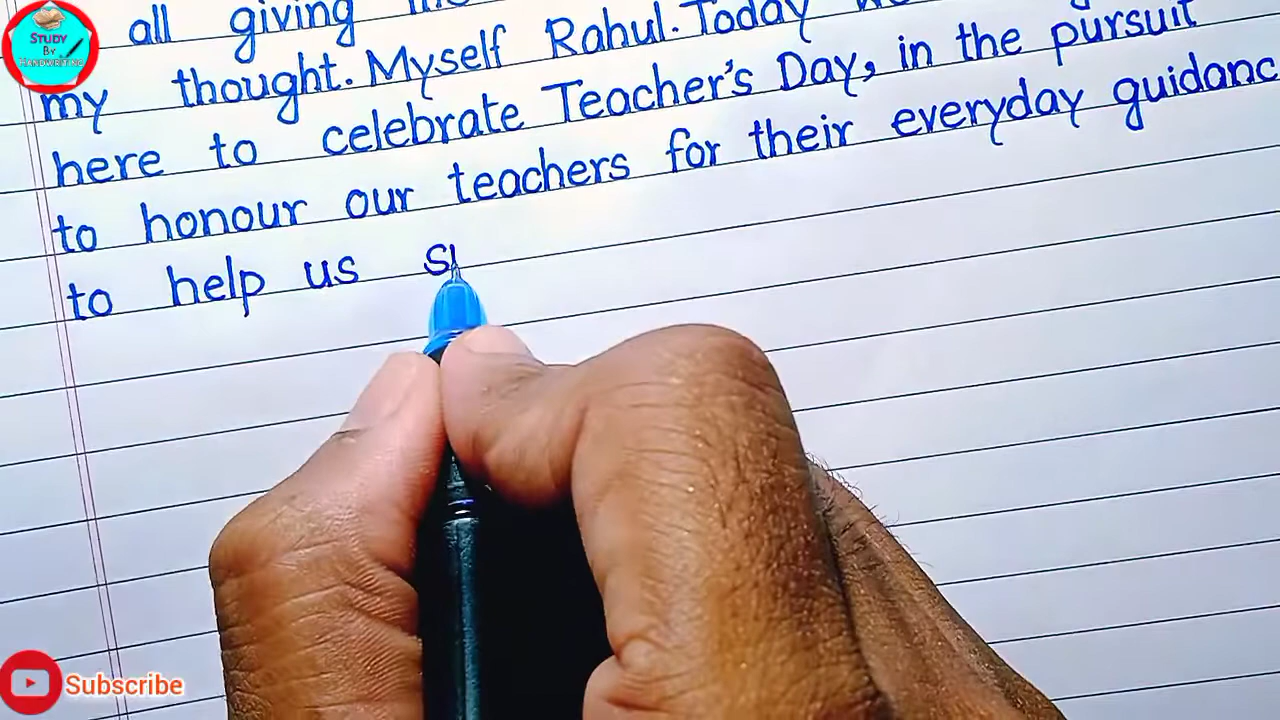 STUDY
By
HANDWRITING
all giving
my thought. Myself Rahul. Today
here to celebrate Teacher's Day, in the pursuit
to honour our teachers for their everyday guidanc
to help us
Subscribe